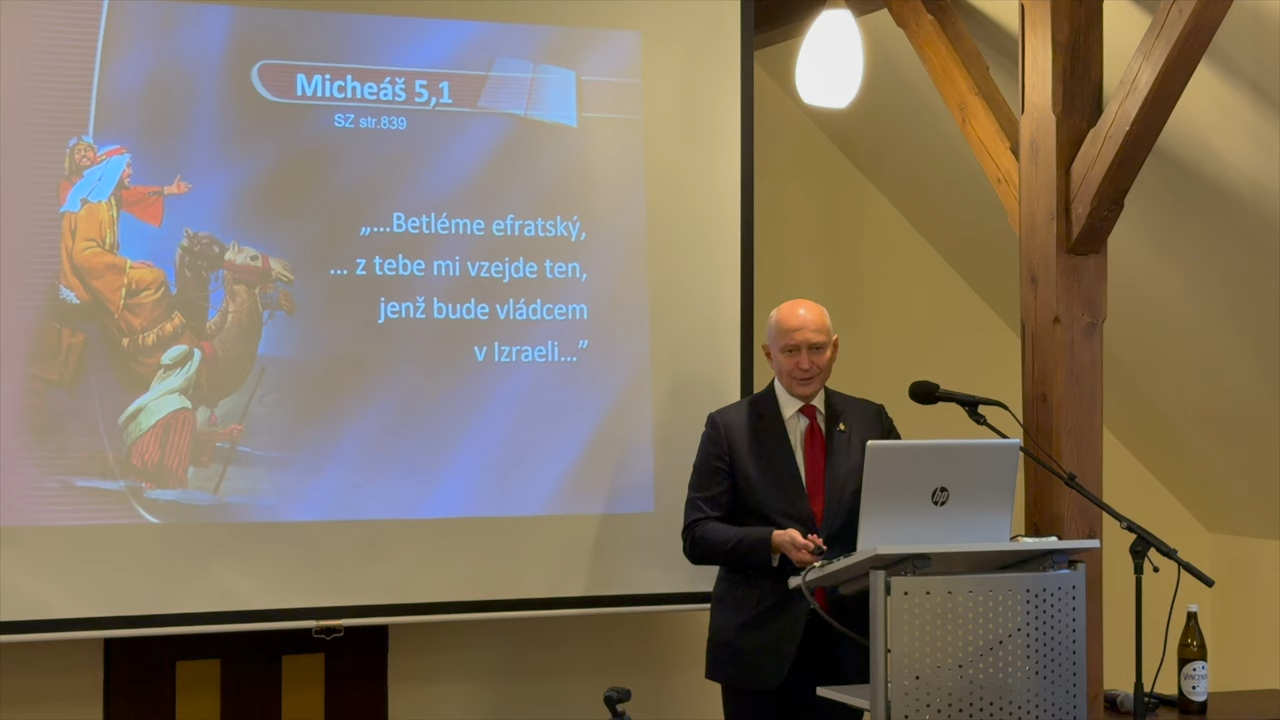 Micheáš 5,1
SZ str.839
„...Betléme efratský,
... z tebe mi vzejde ten,
jenž bude vládcem
v Izraeli...”
hp